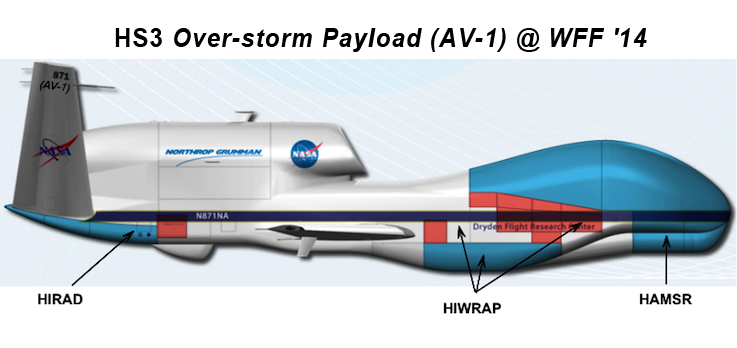 HS3 Over-storm Payload (AV-1) @ WFF '14
871
(AV-1)
NASA
NORTHROP GRUMMAN
NASA
N871NA
Dryden Flight Research Center
HIRAD
HIWRAP
HAMSR